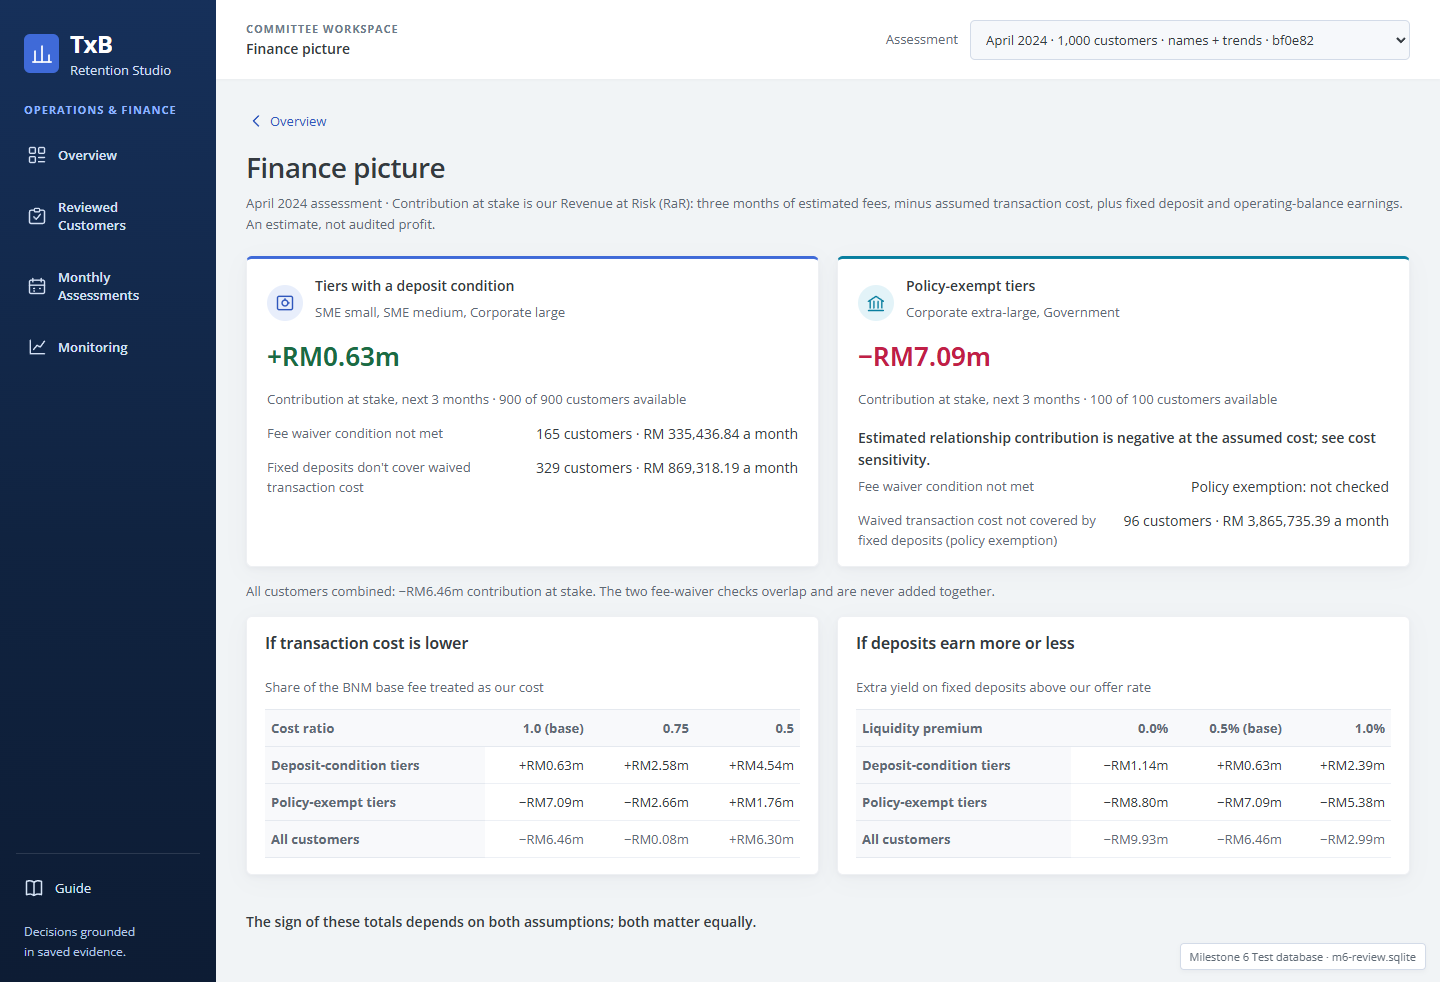 TxB
Retention Studio
OPERATIONS & FINANCE
Overview
Reviewed
Customers
Monthly
Assessments
Monitoring
Guide
Decisions grounded
in saved evidence.
COMMITTEE WORKSPACE
Finance picture
Assessment
April 2024 · 1,000 customers · names + trends · bf0e82
Overview
Finance picture
April 2024 assessment · Contribution at stake is our Revenue at Risk (RaR): three months of estimated fees, minus assumed transaction cost, plus fixed deposit and operating-balance earnings.
An estimate, not audited profit.
Tiers with a deposit condition
SME small, SME medium, Corporate large
+RM0.63m
Contribution at stake, next 3 months · 900 of 900 customers available
Fee waiver condition not met 165 customers · RM 335,436.84 a month
Fixed deposits don't cover waived 329 customers · RM 869,318.19 a month
transaction cost
Policy-exempt tiers
Corporate extra-large, Government
−RM7.09m
Contribution at stake, next 3 months · 100 of 100 customers available
Estimated relationship contribution is negative at the assumed cost; see cost
sensitivity.
Fee waiver condition not met Policy exemption: not checked
Waived transaction cost not covered by 96 customers · RM 3,865,735.39 a month
fixed deposits (policy exemption)
All customers combined: −RM6.46m contribution at stake. The two fee-waiver checks overlap and are never added together.
If transaction cost is lower
Share of the BNM base fee treated as our cost
Cost ratio 1.0 (base) 0.75 0.5
Deposit-condition tiers +RM0.63m +RM2.58m +RM4.54m
Policy-exempt tiers −RM7.09m −RM2.66m +RM1.76m
All customers −RM6.46m −RM0.08m +RM6.30m
If deposits earn more or less
Extra yield on fixed deposits above our offer rate
Liquidity premium 0.0% 0.5% (base) 1.0%
Deposit-condition tiers −RM1.14m +RM0.63m +RM2.39m
Policy-exempt tiers −RM8.80m −RM7.09m −RM5.38m
All customers −RM9.93m −RM6.46m −RM2.99m
The sign of these totals depends on both assumptions; both matter equally.
Milestone 6 Test database · m6-review.sqlite